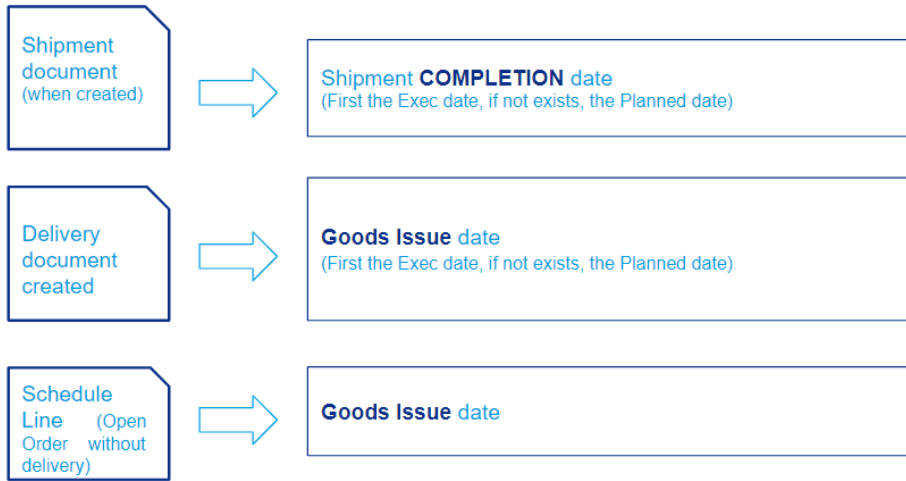 Shipment
document
(when created)
Shipment COMPLETION date
(First the Exec date, if not exists, the Planned date)
Delivery
document
created
Goods Issue date
(First the Exec date, if not exists, the Planned date)
Schedule
Line (Open
Order without
delivery)
Goods Issue date